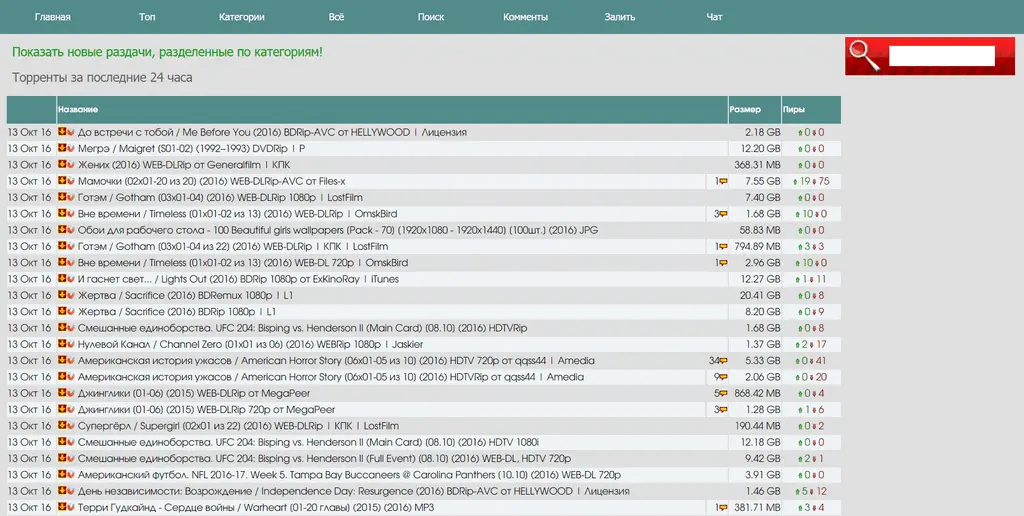 Главная Топ Категории Всё Поиск Комменты Залить Чат
Показать новые раздачи, разделенные по категориям!
Торренты за последние 24 часа
Название Размер Пиры
13 Окт 16 До встречи с тобой / Me Before You (2016) BDRip-AVC от HELLYWOOD | Лицензия 2.18 GB 0 0
13 Окт 16 Мегрэ / Maigret (S01-02) (1992-1993) DVDRip | P 12.20 GB 0 0
13 Окт 16 Жених (2016) WEB-DLRip от Generalfilm | КПК 368.31 MB 0 0
13 Окт 16 Мамочки (02x01-20 из 20) (2016) WEB-DLRip-AVC от Files-x 1 7.55 GB 19 75
13 Окт 16 Готэм / Gotham (03x01-04) (2016) WEB-DLRip 1080p | LostFilm 7.40 GB 0 0
13 Окт 16 Вне времени / Timeless (01x01-02 из 13) (2016) WEB-DLRip | OmskBird 3 1.68 GB 10 0
13 Окт 16 Обои для рабочего стола - 100 Beautiful girls wallpapers (Pack - 70) (1920x1080 - 1920x1440) (100шт.) (2016) JPG 58.83 MB 0 0
13 Окт 16 Готэм / Gotham (03x01-04 из 22) (2016) WEB-DLRip | КПК | LostFilm 1 794.89 MB 3 3
13 Окт 16 Вне времени / Timeless (01x01-02 из 13) (2016) WEB-DL 720p | OmskBird 1 2.96 GB 10 0
13 Окт 16 И гаснет свет... / Lights Out (2016) BDRip 1080p от ExKinoRay | iTunes 12.27 GB 1 11
13 Окт 16 Жертва / Sacrifice (2016) BDRemux 1080p | L1 20.41 GB 0 8
13 Окт 16 Жертва / Sacrifice (2016) BDRip 1080p | L1 8.20 GB 0 9
13 Окт 16 Смешанные единоборства. UFC 204: Bisping vs. Henderson II (Main Card) (08.10) (2016) HDTVRip 1.68 GB 0 8
13 Окт 16 Нулевой Канал / Channel Zero (01x01 из 06) (2016) WEBRip 1080p | Jaskier 1.37 GB 2 17
13 Окт 16 Американская история ужасов / American Horror Story (06x01-05 из 10) (2016) HDTV 720p от qqss44 | Amedia 34 5.33 GB 0 41
13 Окт 16 Американская история ужасов / American Horror Story (06x01-05 из 10) (2016) HDTVRip от qqss44 | Amedia 9 2.06 GB 0 20
13 Окт 16 Джинглики (01-06) (2015) WEB-DLRip от MegaPeer 5 868.42 MB 0 4
13 Окт 16 Джинглики (01-06) (2015) WEB-DLRip 720p от MegaPeer 3 1.28 GB 1 6
13 Окт 16 Супергёрл / Supergirl (02x01 из 22) (2016) WEB-DLRip | КПК | LostFilm 190.44 MB 0 2
13 Окт 16 Смешанные единоборства. UFC 204: Bisping vs. Henderson II (Main Card) (08.10) (2016) HDTV 1080i 12.18 GB 0 0
13 Окт 16 Смешанные единоборства. UFC 204: Bisping vs. Henderson II (Full Event) (08.10) (2016) WEB-DL, HDTV 720p 9.42 GB 2 1
13 Окт 16 Американский футбол. NFL 2016-17. Week 5. Tampa Bay Buccaneers @ Carolina Panthers (10.10) (2016) WEB-DL 720p 3.91 GB 0 0
13 Окт 16 День независимости: Возрождение / Independence Day: Resurgence (2016) BDRip-AVC от HELLYWOOD | Лицензия 1.46 GB 5 12
13 Окт 16 Терри Гудкайнд - Сердце войны / Warheart (01-20 главы) (2015) (2016) MP3 1 381.71 MB 3 4